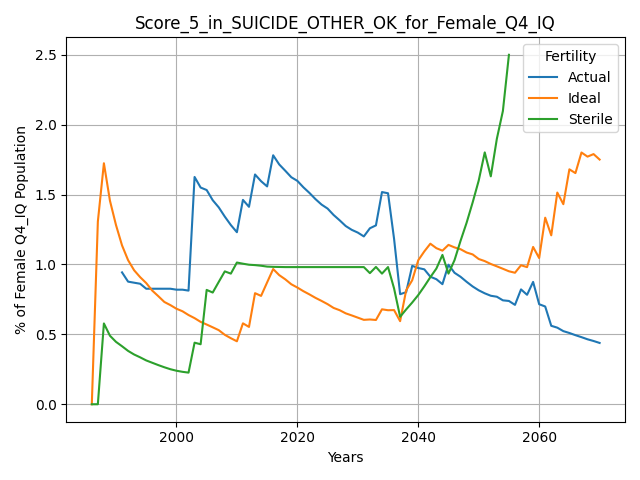 Score_5_in_SUICIDE_OTHER_OK_for_Female_Q4_IQ
Fertility
Actual
Ideal
Sterile
% of Female Q4_IQ Population
2.5
2.0
1.5
1.0
0.5
0.0
2000 2020 2040 2060
Years